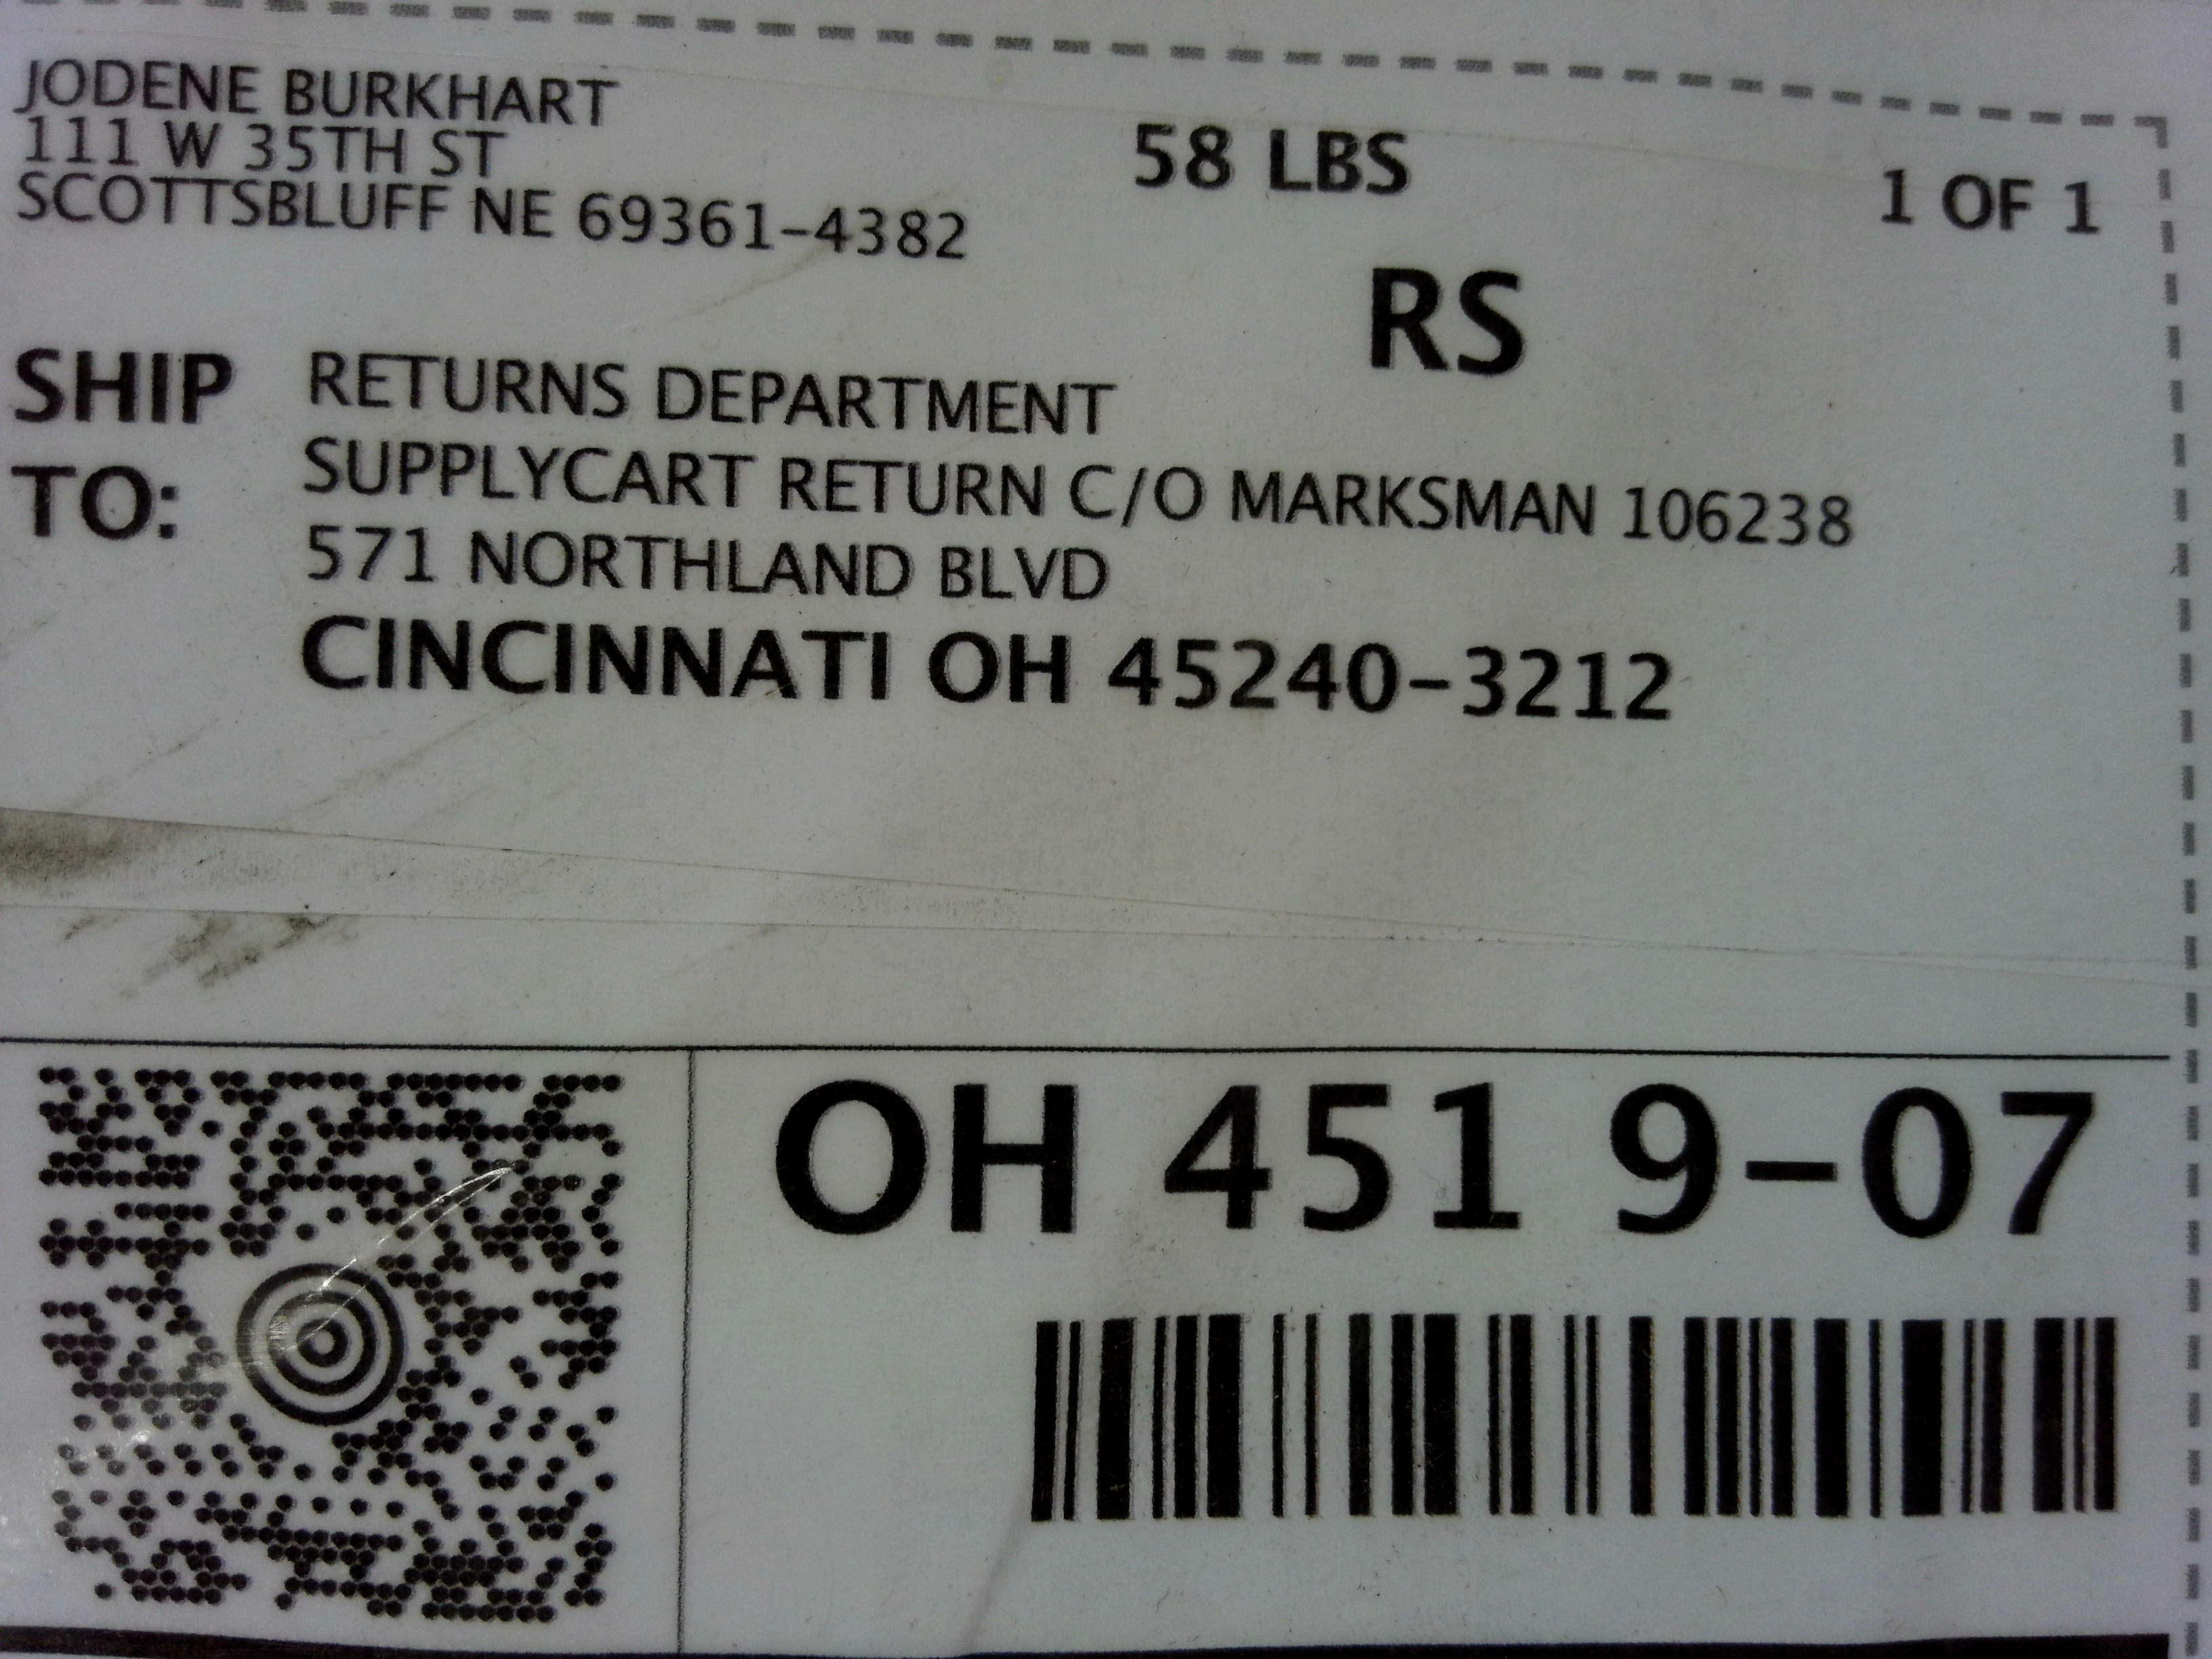 JODENE BURKHART
111 W 35TH ST
SCOTTSBLUFF NE 69361-4382
58 LBS
1 OF 1
RS
SHIP TO:
RETURNS DEPARTMENT
SUPPLYCART RETURN C/O MARKSMAN 106238
571 NORTHLAND BLVD
CINCINNATI OH 45240-3212
OH 451 9-07